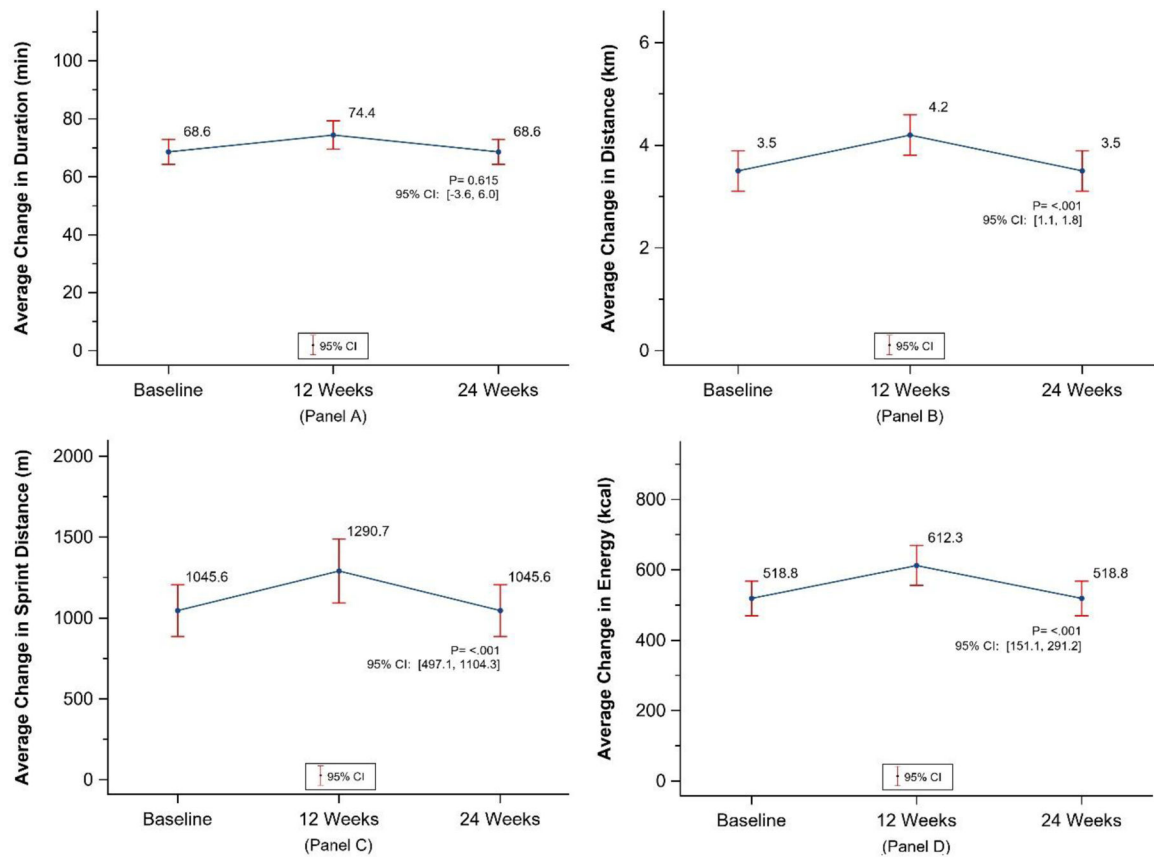 Average Change in Duration (min)
100
80
60
40
20
0
68.6
74.4
68.6
P= 0.615
95% CI: [-3.6, 6.0]
95% CI
Baseline
12 Weeks
24 Weeks
(Panel A)
Average Change in Distance (km)
6
4
2
0
3.5
4.2
3.5
P= <.001
95% CI: [1.1, 1.8]
95% CI
Baseline
12 Weeks
24 Weeks
(Panel B)
Average Change in Sprint Distance (m)
2000
1500
1000
500
0
1045.6
1290.7
1045.6
P= <.001
95% CI: [497.1, 1104.3]
95% CI
Baseline
12 Weeks
24 Weeks
(Panel C)
Average Change in Energy (kcal)
800
600
400
200
0
518.8
612.3
518.8
P= <.001
95% CI: [151.1, 291.2]
95% CI
Baseline
12 Weeks
24 Weeks
(Panel D)